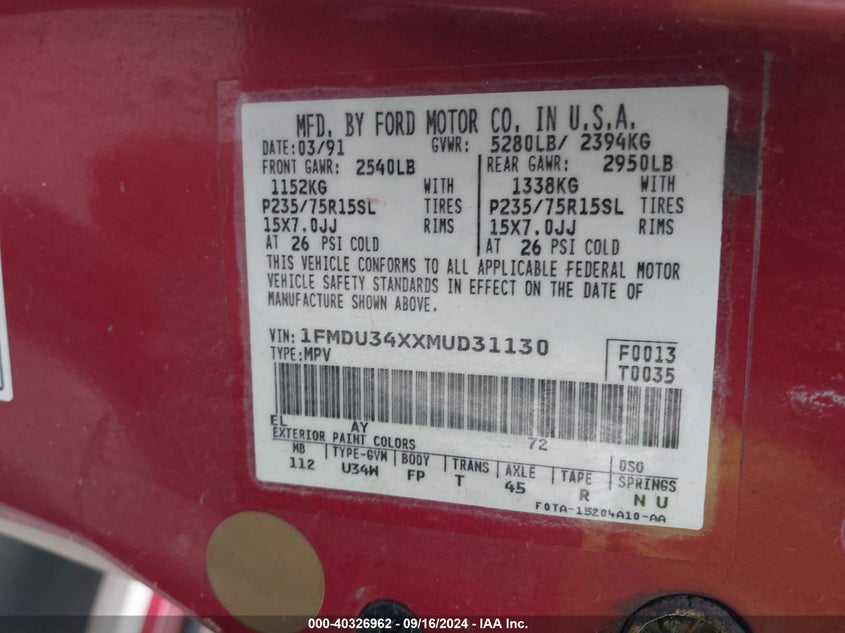 MFD. BY FORD MOTOR CO. IN U.S.A.
DATE: 03/91 GVWR: 5280LB/ 2394KG
FRONT GAWR: 2540LB REAR GAWR: 2950LB
1152KG WITH 1338KG WITH
P235/75R15SL TIRES P235/75R15SL TIRES
15X7.0JJ RIMS 15X7.0JJ RIMS
AT 26 PSI COLD AT 26 PSI COLD
THIS VEHICLE CONFORMS TO ALL APPLICABLE FEDERAL MOTOR
VEHICLE SAFETY STANDARDS IN EFFECT ON THE DATE OF
MANUFACTURE SHOWN ABOVE.
VIN: 1FMDU34XXMUD31130 F0013
TYPE: MPV T0035
EL AY 72
EXTERIOR PAINT COLORS DSO
WB TYPE-GVM BODY TRANS AXLE TAPE SPRINGS
112 U34W FP T 45 R N U
F0TA-15204A10-AA
000-40326962 - 09/16/2024 - IAA Inc.